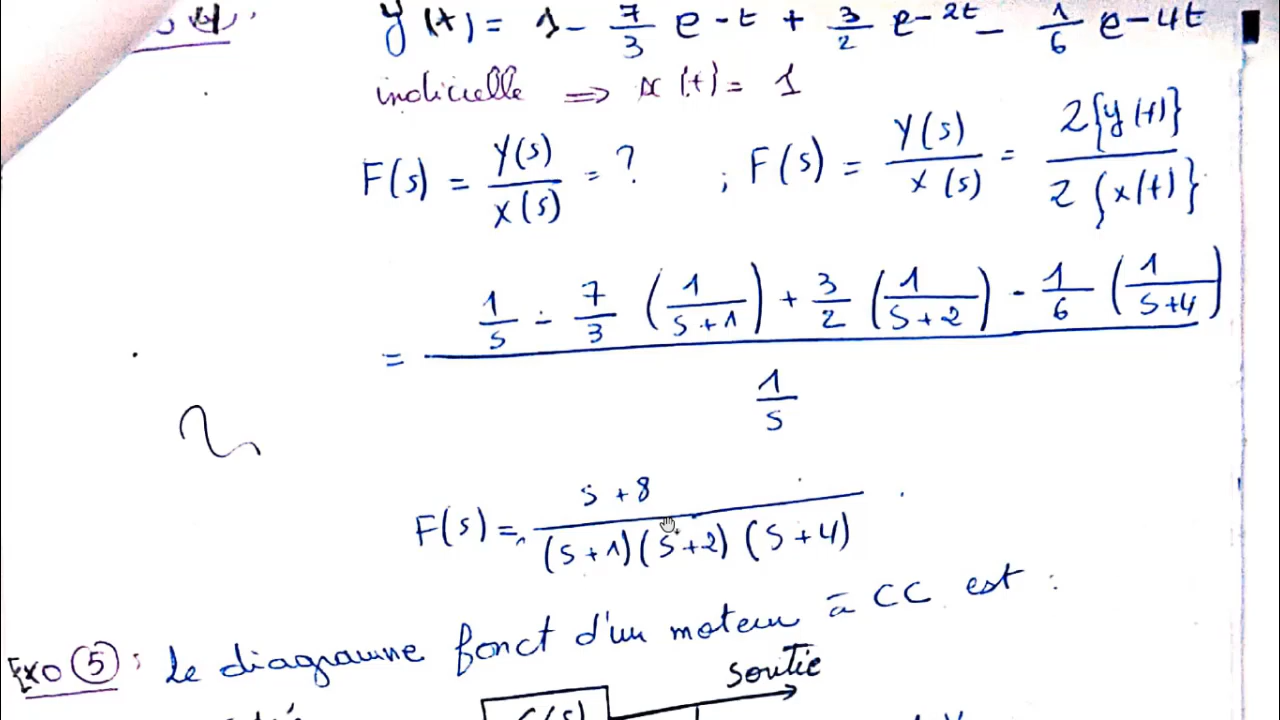 y(t) = 1 - 7/3 e-t + 3/2 e-2t - 1/6 e-4t
indicielle => x(t) = 1
F(s) = Y(s)/X(s) = ? ; F(s) = Y(s)/X(s) = L{y(t)}/L{x(t)}
= (1/s - 7/3 (1/(s+1)) + 3/2 (1/(s+2)) - 1/6 (1/(s+4))) / (1/s)
F(s) = (s+8)/((s+1)(s+2)(s+4)).
Exo 5 : le diagramme fonct d'un moteur à CC est :
soutie